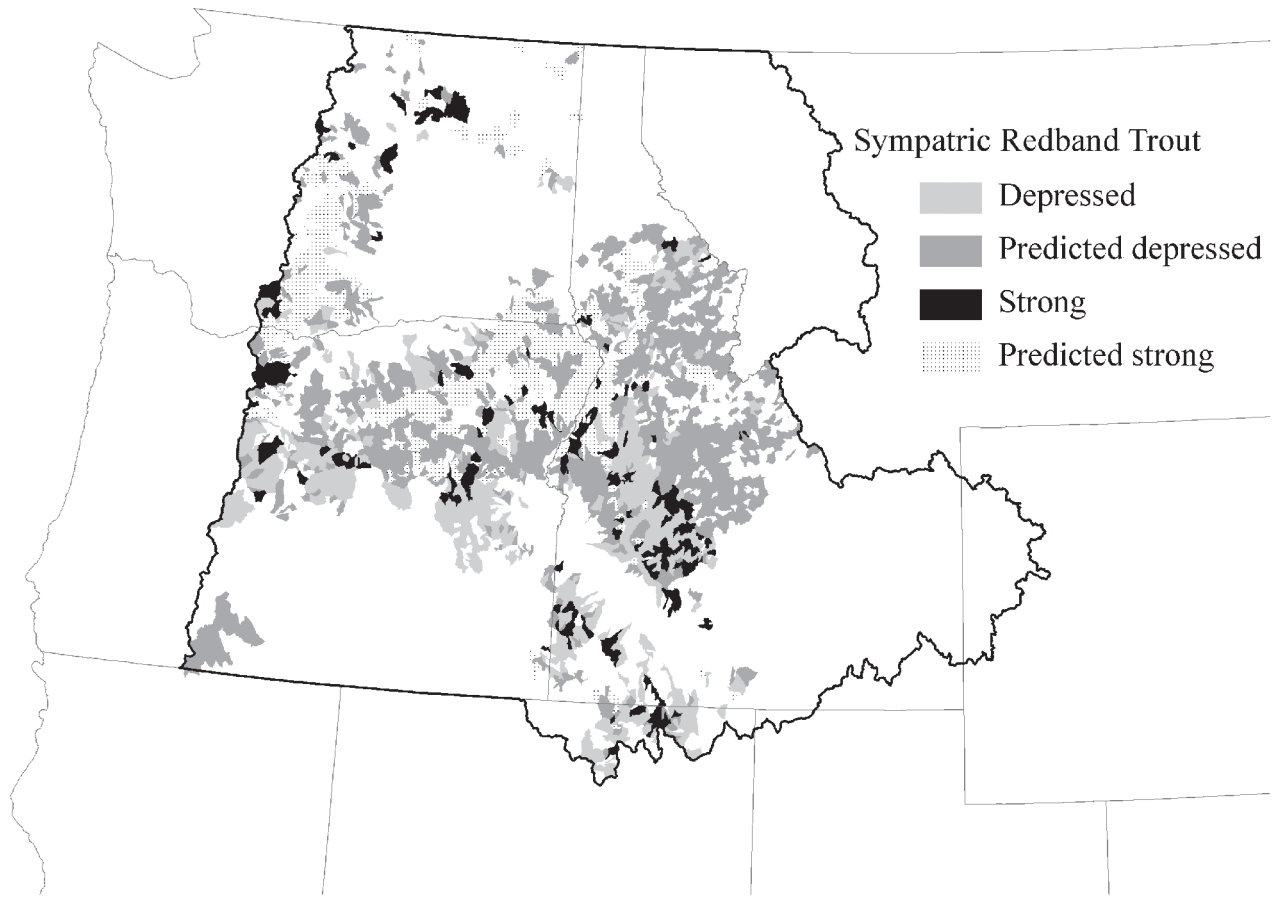 Sympatric Redband Trout
Depressed
Predicted depressed
Strong
Predicted strong